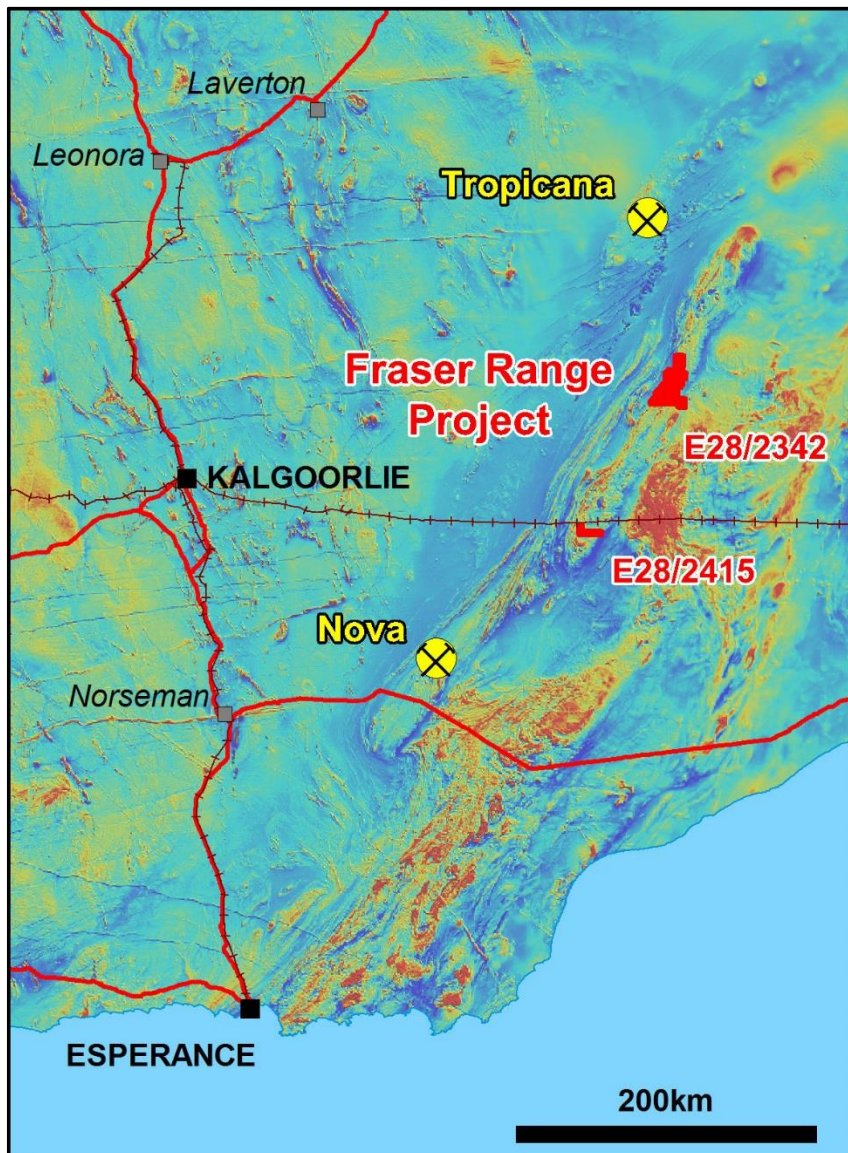 Laverton
Leonora
Tropicana
Fraser Range
Project
E28/2342
KALGOORLIE
E28/2415
Nova
Norseman
ESPERANCE
200km